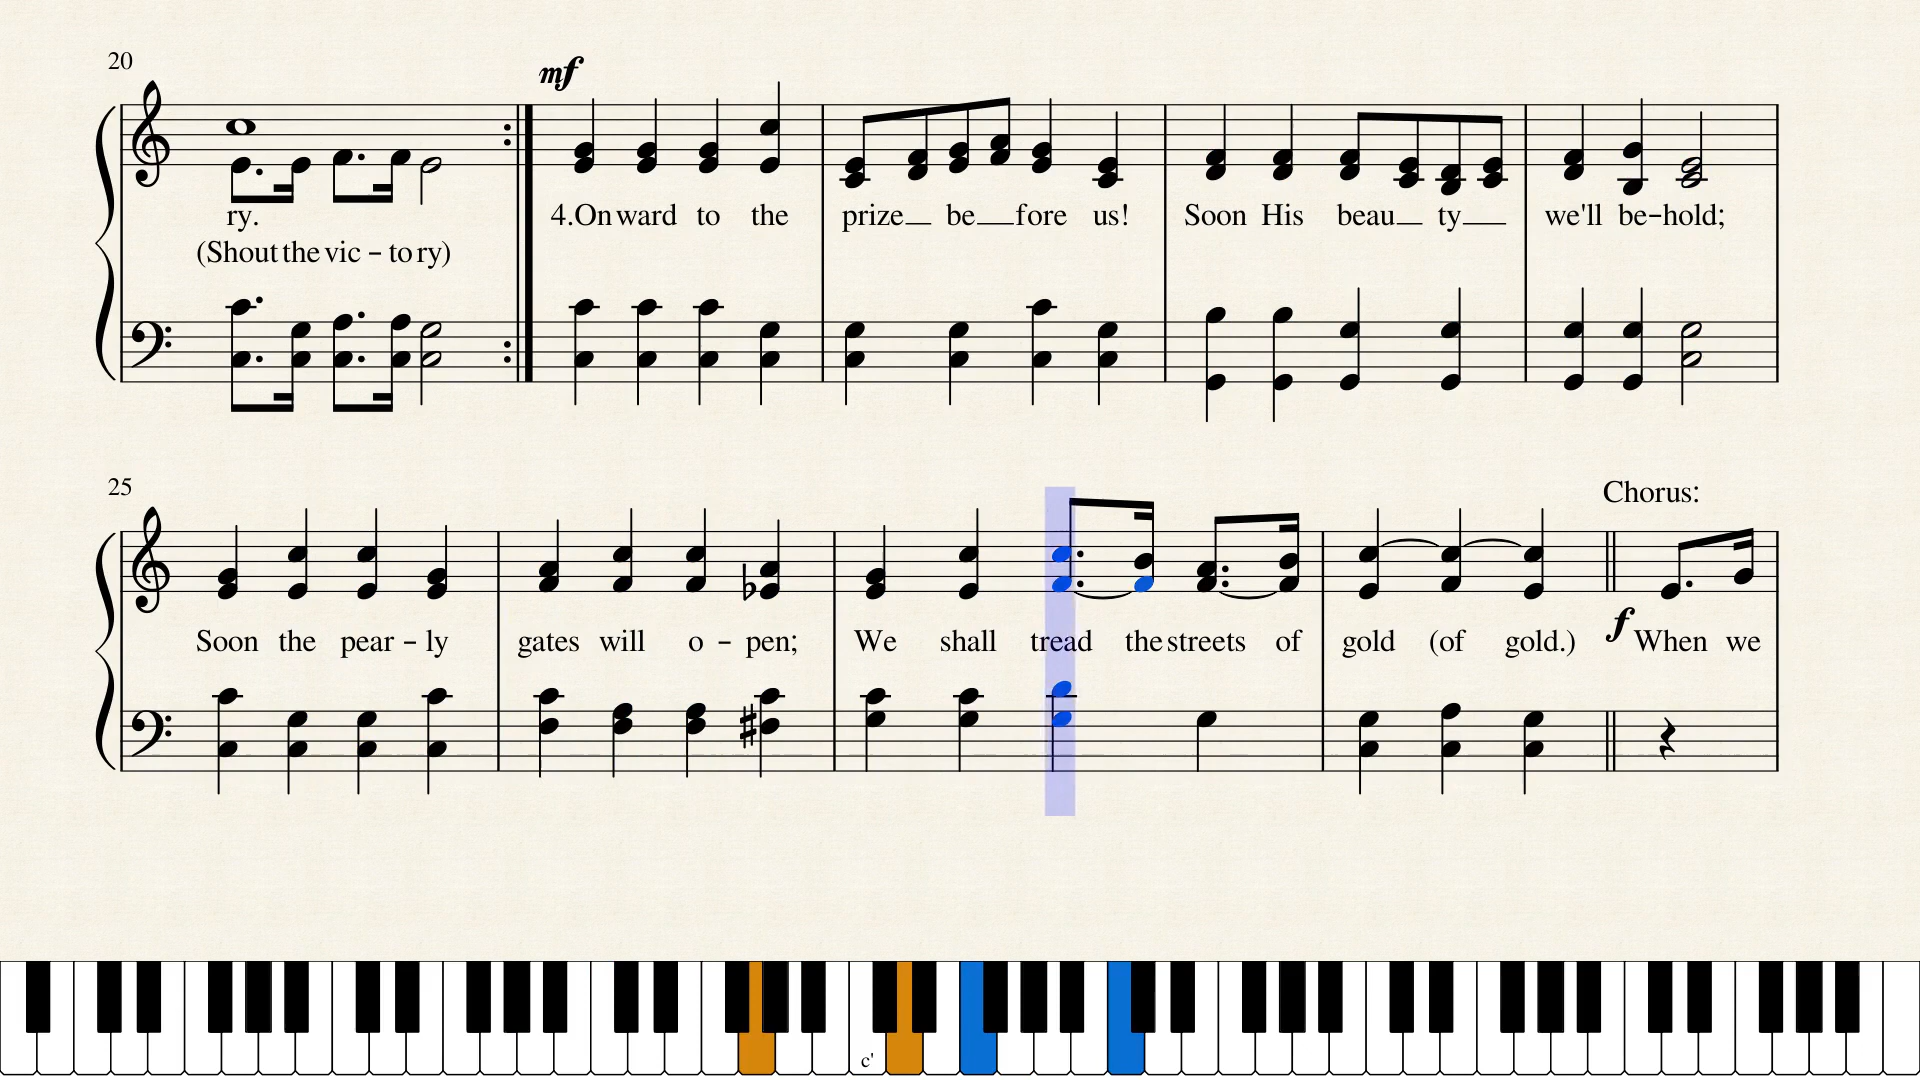 20
mf
ry. 4.Onward to the prize be fore us! Soon His beau ty we'll be-hold;
(Shout the vic - to ry)
25
Chorus:
f
Soon the pear - ly gates will o - pen; We shall tread the streets of gold (of gold.) When we
c'